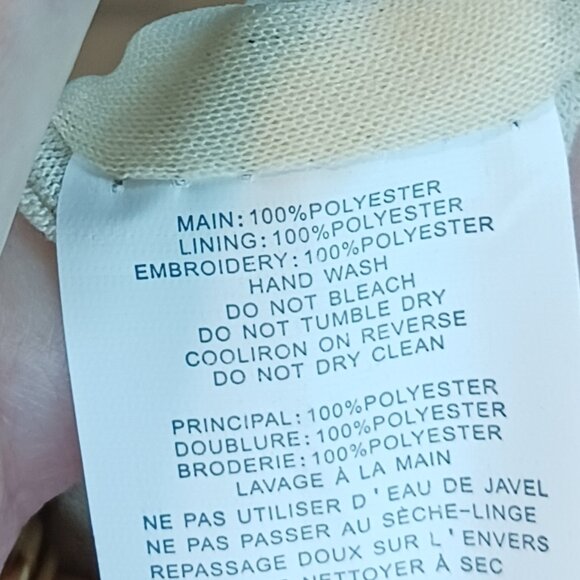 MAIN:100%POLYESTER
LINING:100%POLYESTER
EMBROIDERY:100%POLYESTER
HAND WASH
DO NOT BLEACH
DO NOT TUMBLE DRY
COOLIRON ON REVERSE
DO NOT DRY CLEAN
PRINCIPAL:100%POLYESTER
DOUBLURE:100%POLYESTER
BRODERIE:100%POLYESTER
LAVAGE À LA MAIN
NE PAS UTILISER D'EAU DE JAVEL
NE PAS PASSER AU SÈCHE-LINGE
REPASSAGE DOUX SUR L'ENVERS
NETTOYER À SEC